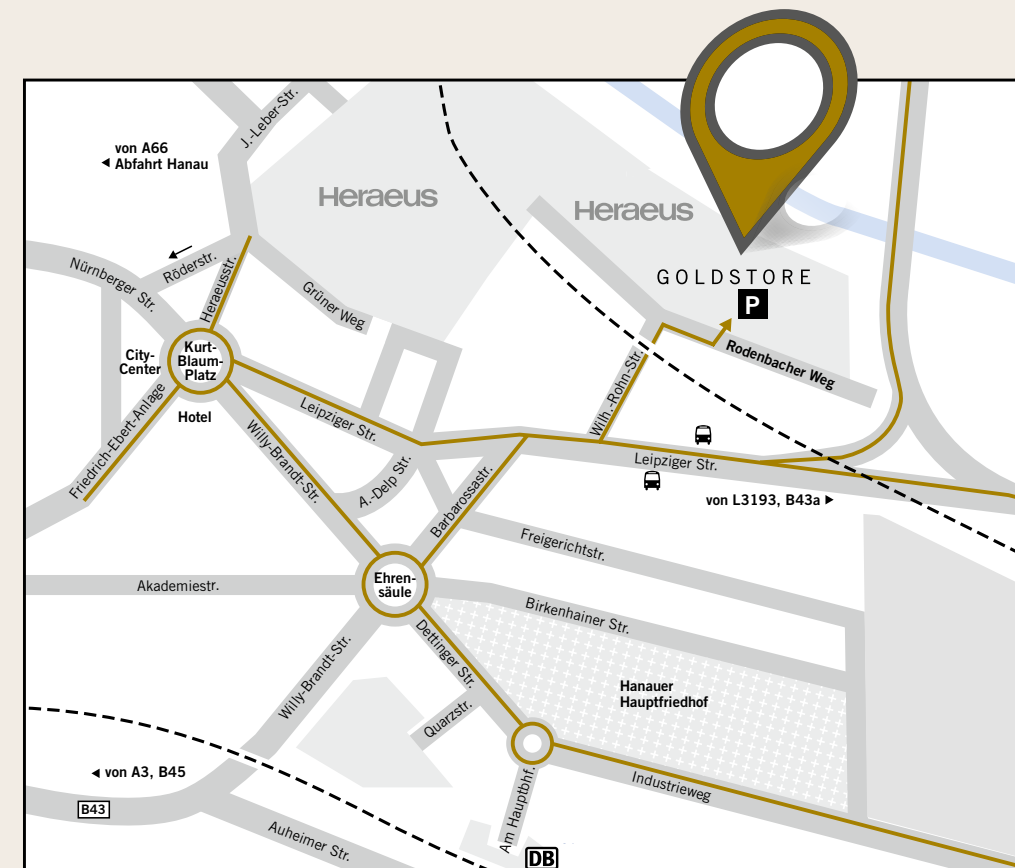 J.-Leber-Str.
von A66
Abfahrt Hanau
Heraeus
Heraeus
Röderstr.
Nürnberger Str.
Heraeusstr.
Grüner Weg
GOLDSTORE
P
Rodenbacher Weg
City-
Center
Kurt-
Blaum-
Platz
Hotel
Friedrich-Ebert-Anlage
Leipziger Str.
Willy-Brandt-Str.
A.-Delp Str.
Wilh.-Rohn-Str.
Leipziger Str.
von L3193, B43a
Barbarossastr.
Freigerichtstr.
Akademiestr.
Ehren-
säule
Birkenhainer Str.
Dettinger Str.
Willy-Brandt-Str.
Hanauer
Hauptfriedhof
Quarzstr.
von A3, B45
B43
Industrieweg
Am Hauptbhf.
Auheimer Str.
DB